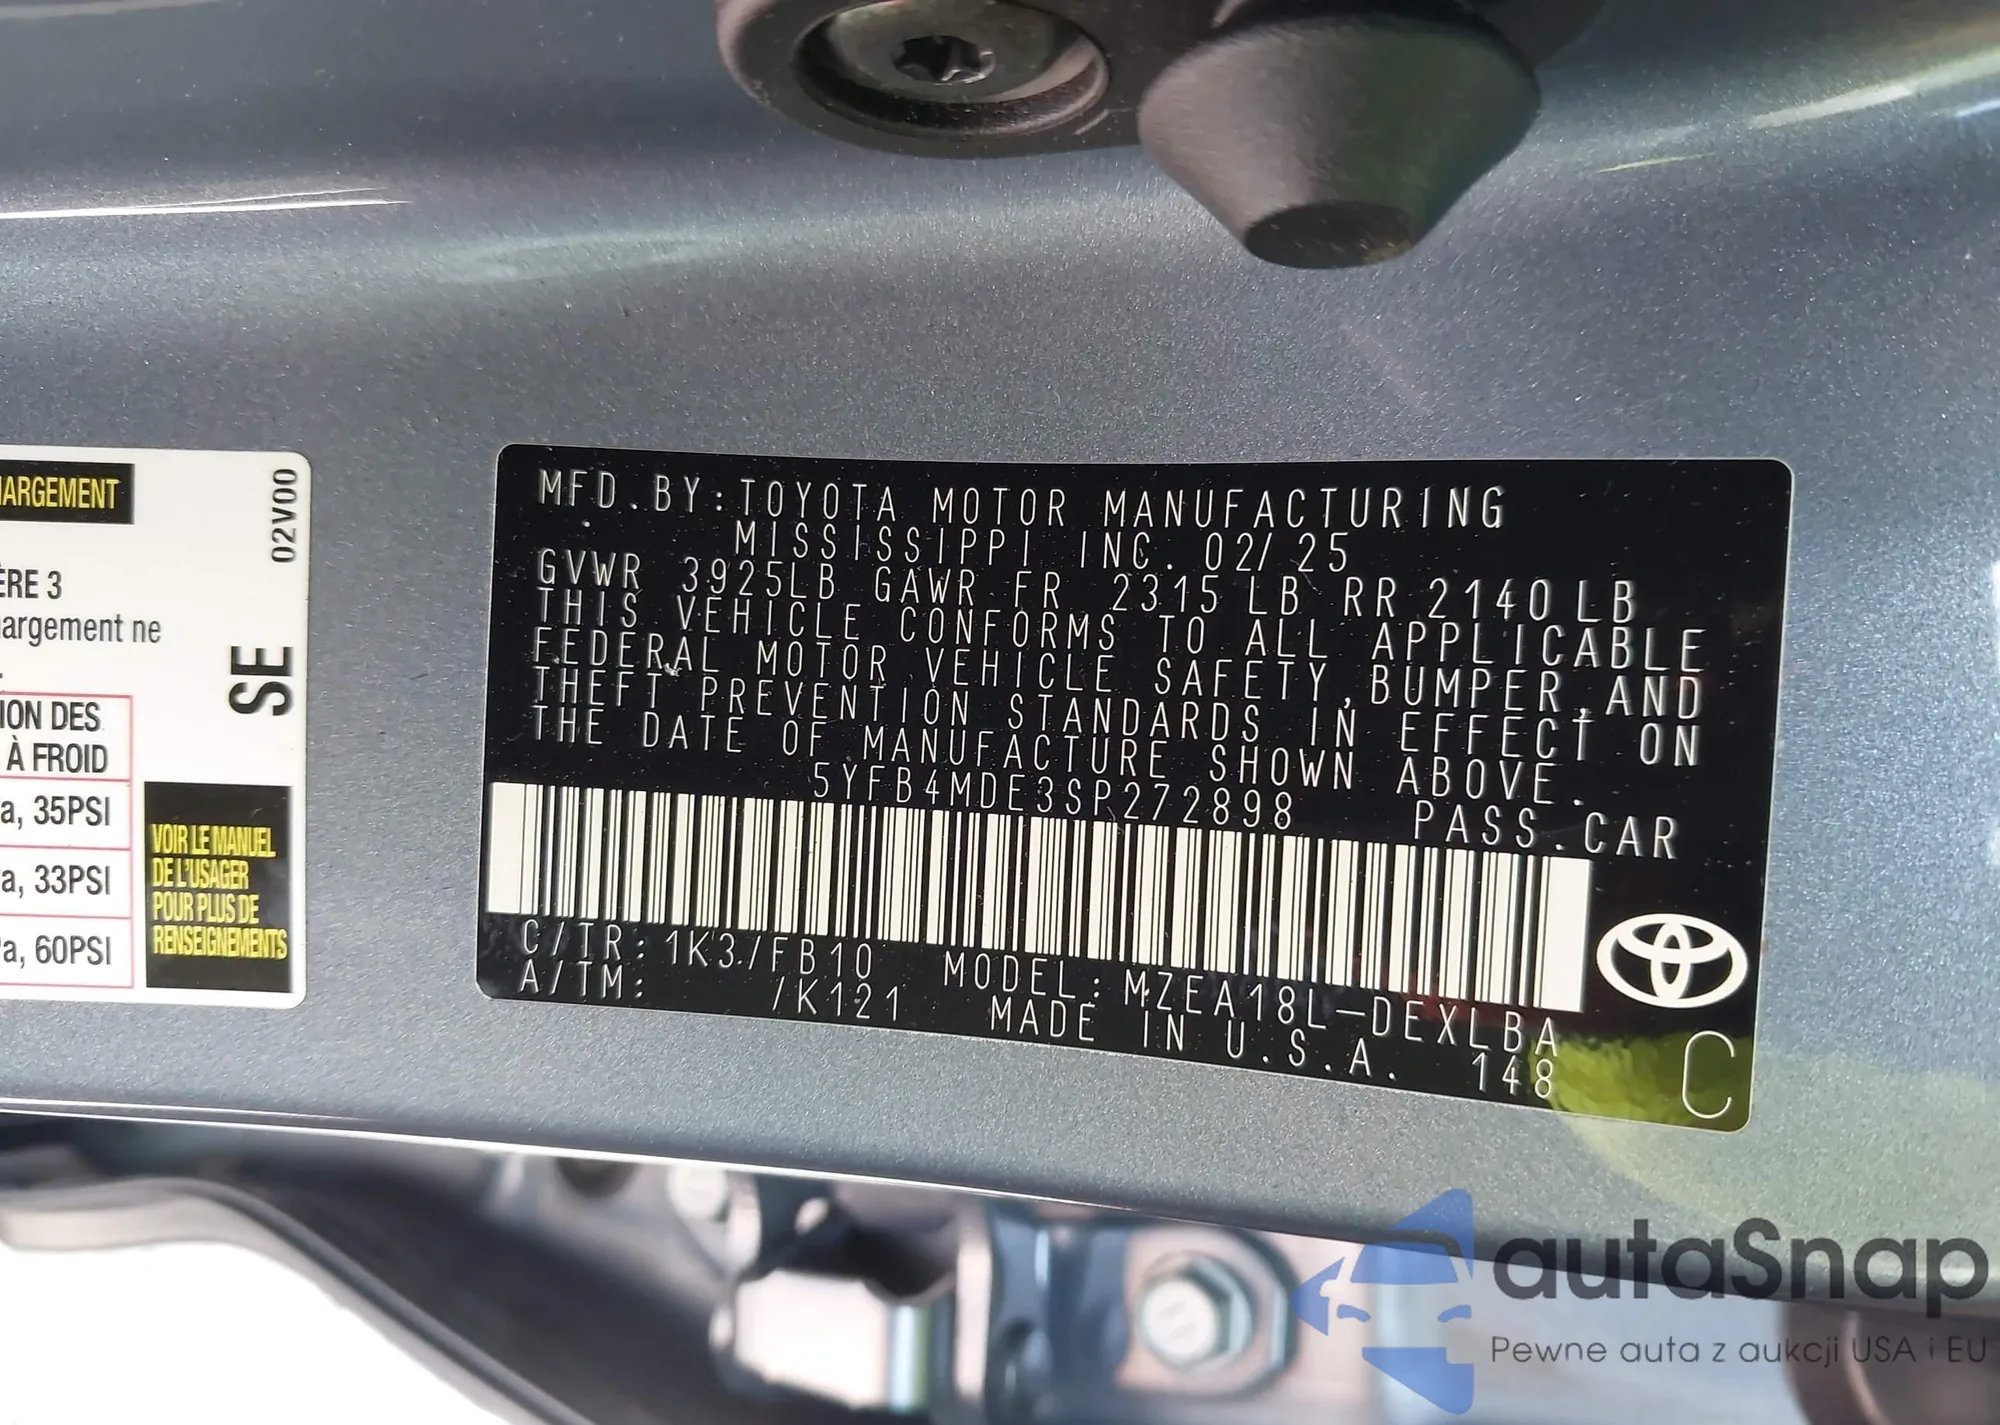 ARGEMENT
02V00
ÈRE 3
argement ne
SE
ION DES
À FROID
a, 35PSI
a, 33PSI
a, 60PSI
VOIR LE MANUEL
DE L'USAGER
POUR PLUS DE
RENSEIGNEMENTS
MFD.BY:TOYOTA MOTOR MANUFACTURING
MISSISSIPPI INC. 02/25
GVWR 3925LB GAWR FR 2315LB RR 2140LB
THIS VEHICLE CONFORMS TO ALL APPLICABLE
FEDERAL MOTOR VEHICLE SAFETY,BUMPER,AND
THEFT PREVENTION STANDARDS IN EFFECT ON
THE DATE OF MANUFACTURE SHOWN ABOVE.
5YFB4MDE3SP272898 PASS.CAR
C/TR:1K3/FB10 MODEL:MZEA18L-DEXLBA
A/TM: /K121 MADE IN U.S.A. 148
C
autaSnap
Pewne auta z aukcji USA i EU